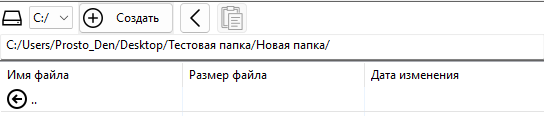 C:/ Создать
C:/Users/Prosto_Den/Desktop/Тестовая папка/Новая папка/
Имя файла Размер файла Дата изменения
..